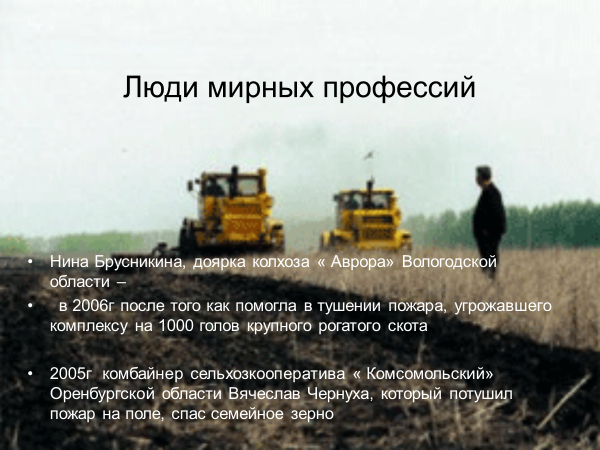 Люди мирных профессий
• Нина Брусникина, доярка колхоза « Аврора» Вологодской
области –
• в 2006г после того как помогла в тушении пожара, угрожавшего
комплексу на 1000 голов крупного рогатого скота
• 2005г комбайнер сельхозкооператива « Комсомольский»
Оренбургской области Вячеслав Чернуха, который потушил
пожар на поле, спас семейное зерно